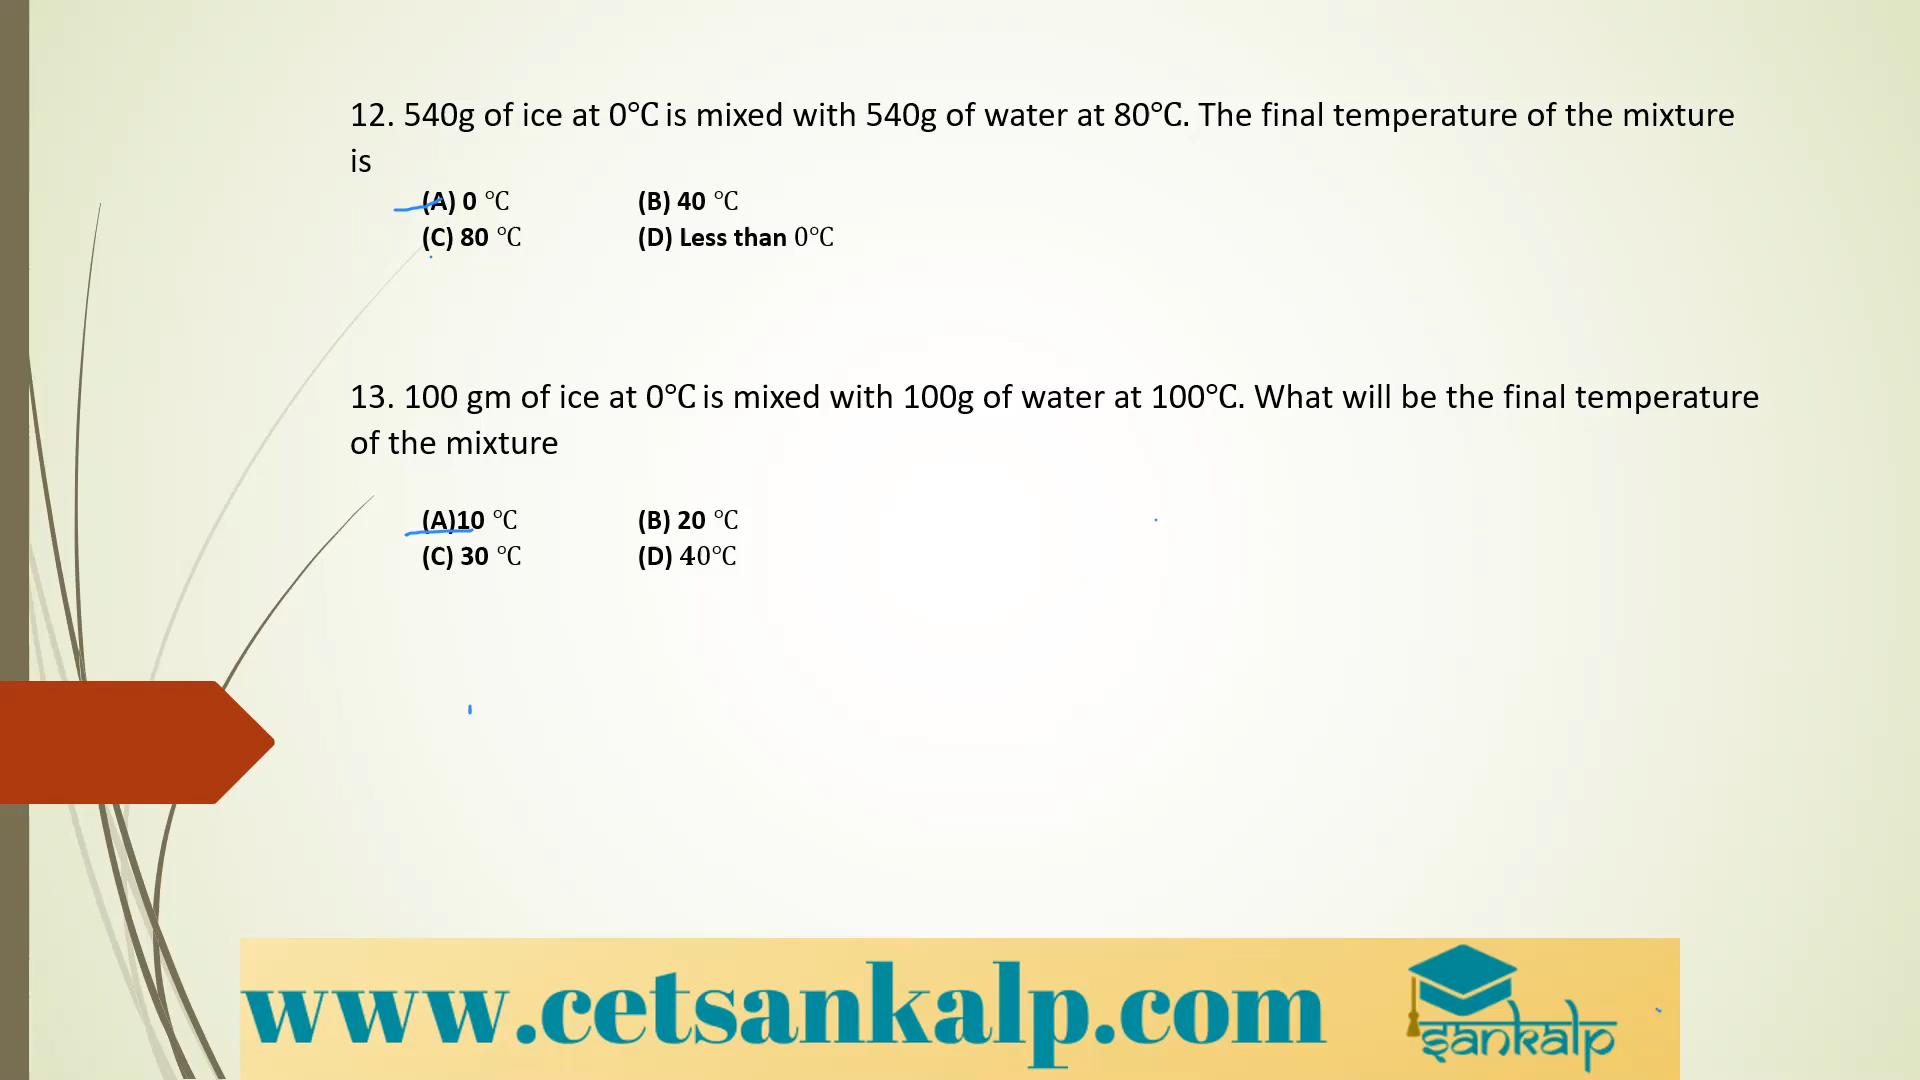 12. 540g of ice at 0°C is mixed with 540g of water at 80°C. The final temperature of the mixture
is
(A) 0 °C (B) 40 °C
(C) 80 °C (D) Less than 0°C
13. 100 gm of ice at 0°C is mixed with 100g of water at 100°C. What will be the final temperature
of the mixture
(A)10 °C (B) 20 °C
(C) 30 °C (D) 40°C
www.cetsankalp.com
sankalp